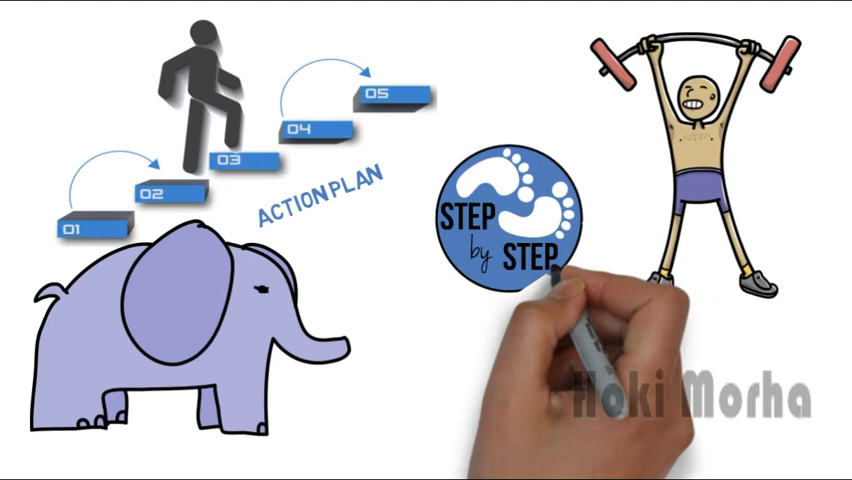 05
04
03
02
01
ACTION PLAN
STEP
by STEP
Hoki Morha